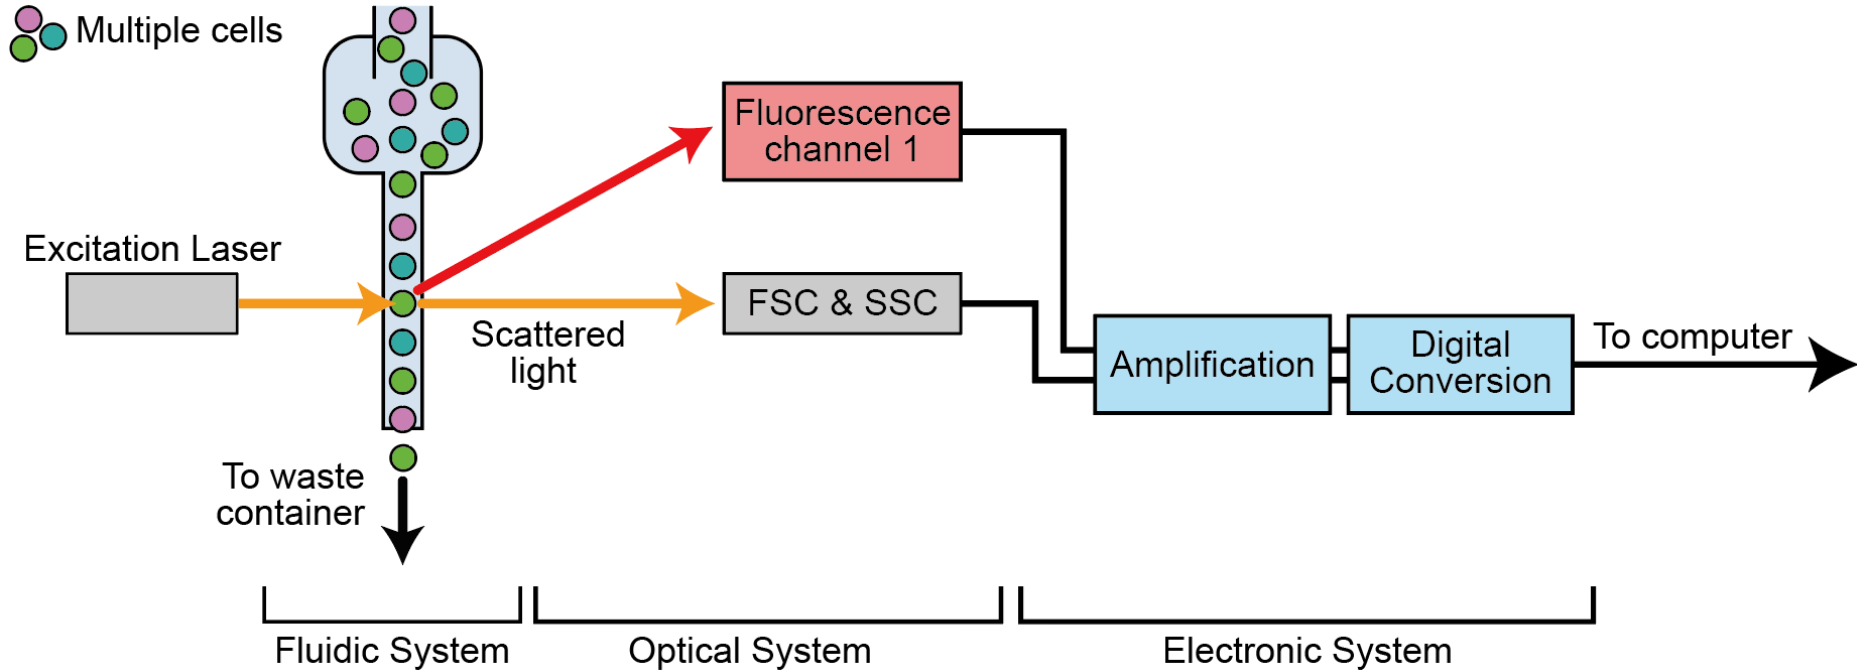 Multiple cells
Fluorescence
channel 1
Excitation Laser
FSC & SSC
Scattered
light
Amplification
Digital
Conversion
To computer
To waste
container
Fluidic System
Optical System
Electronic System